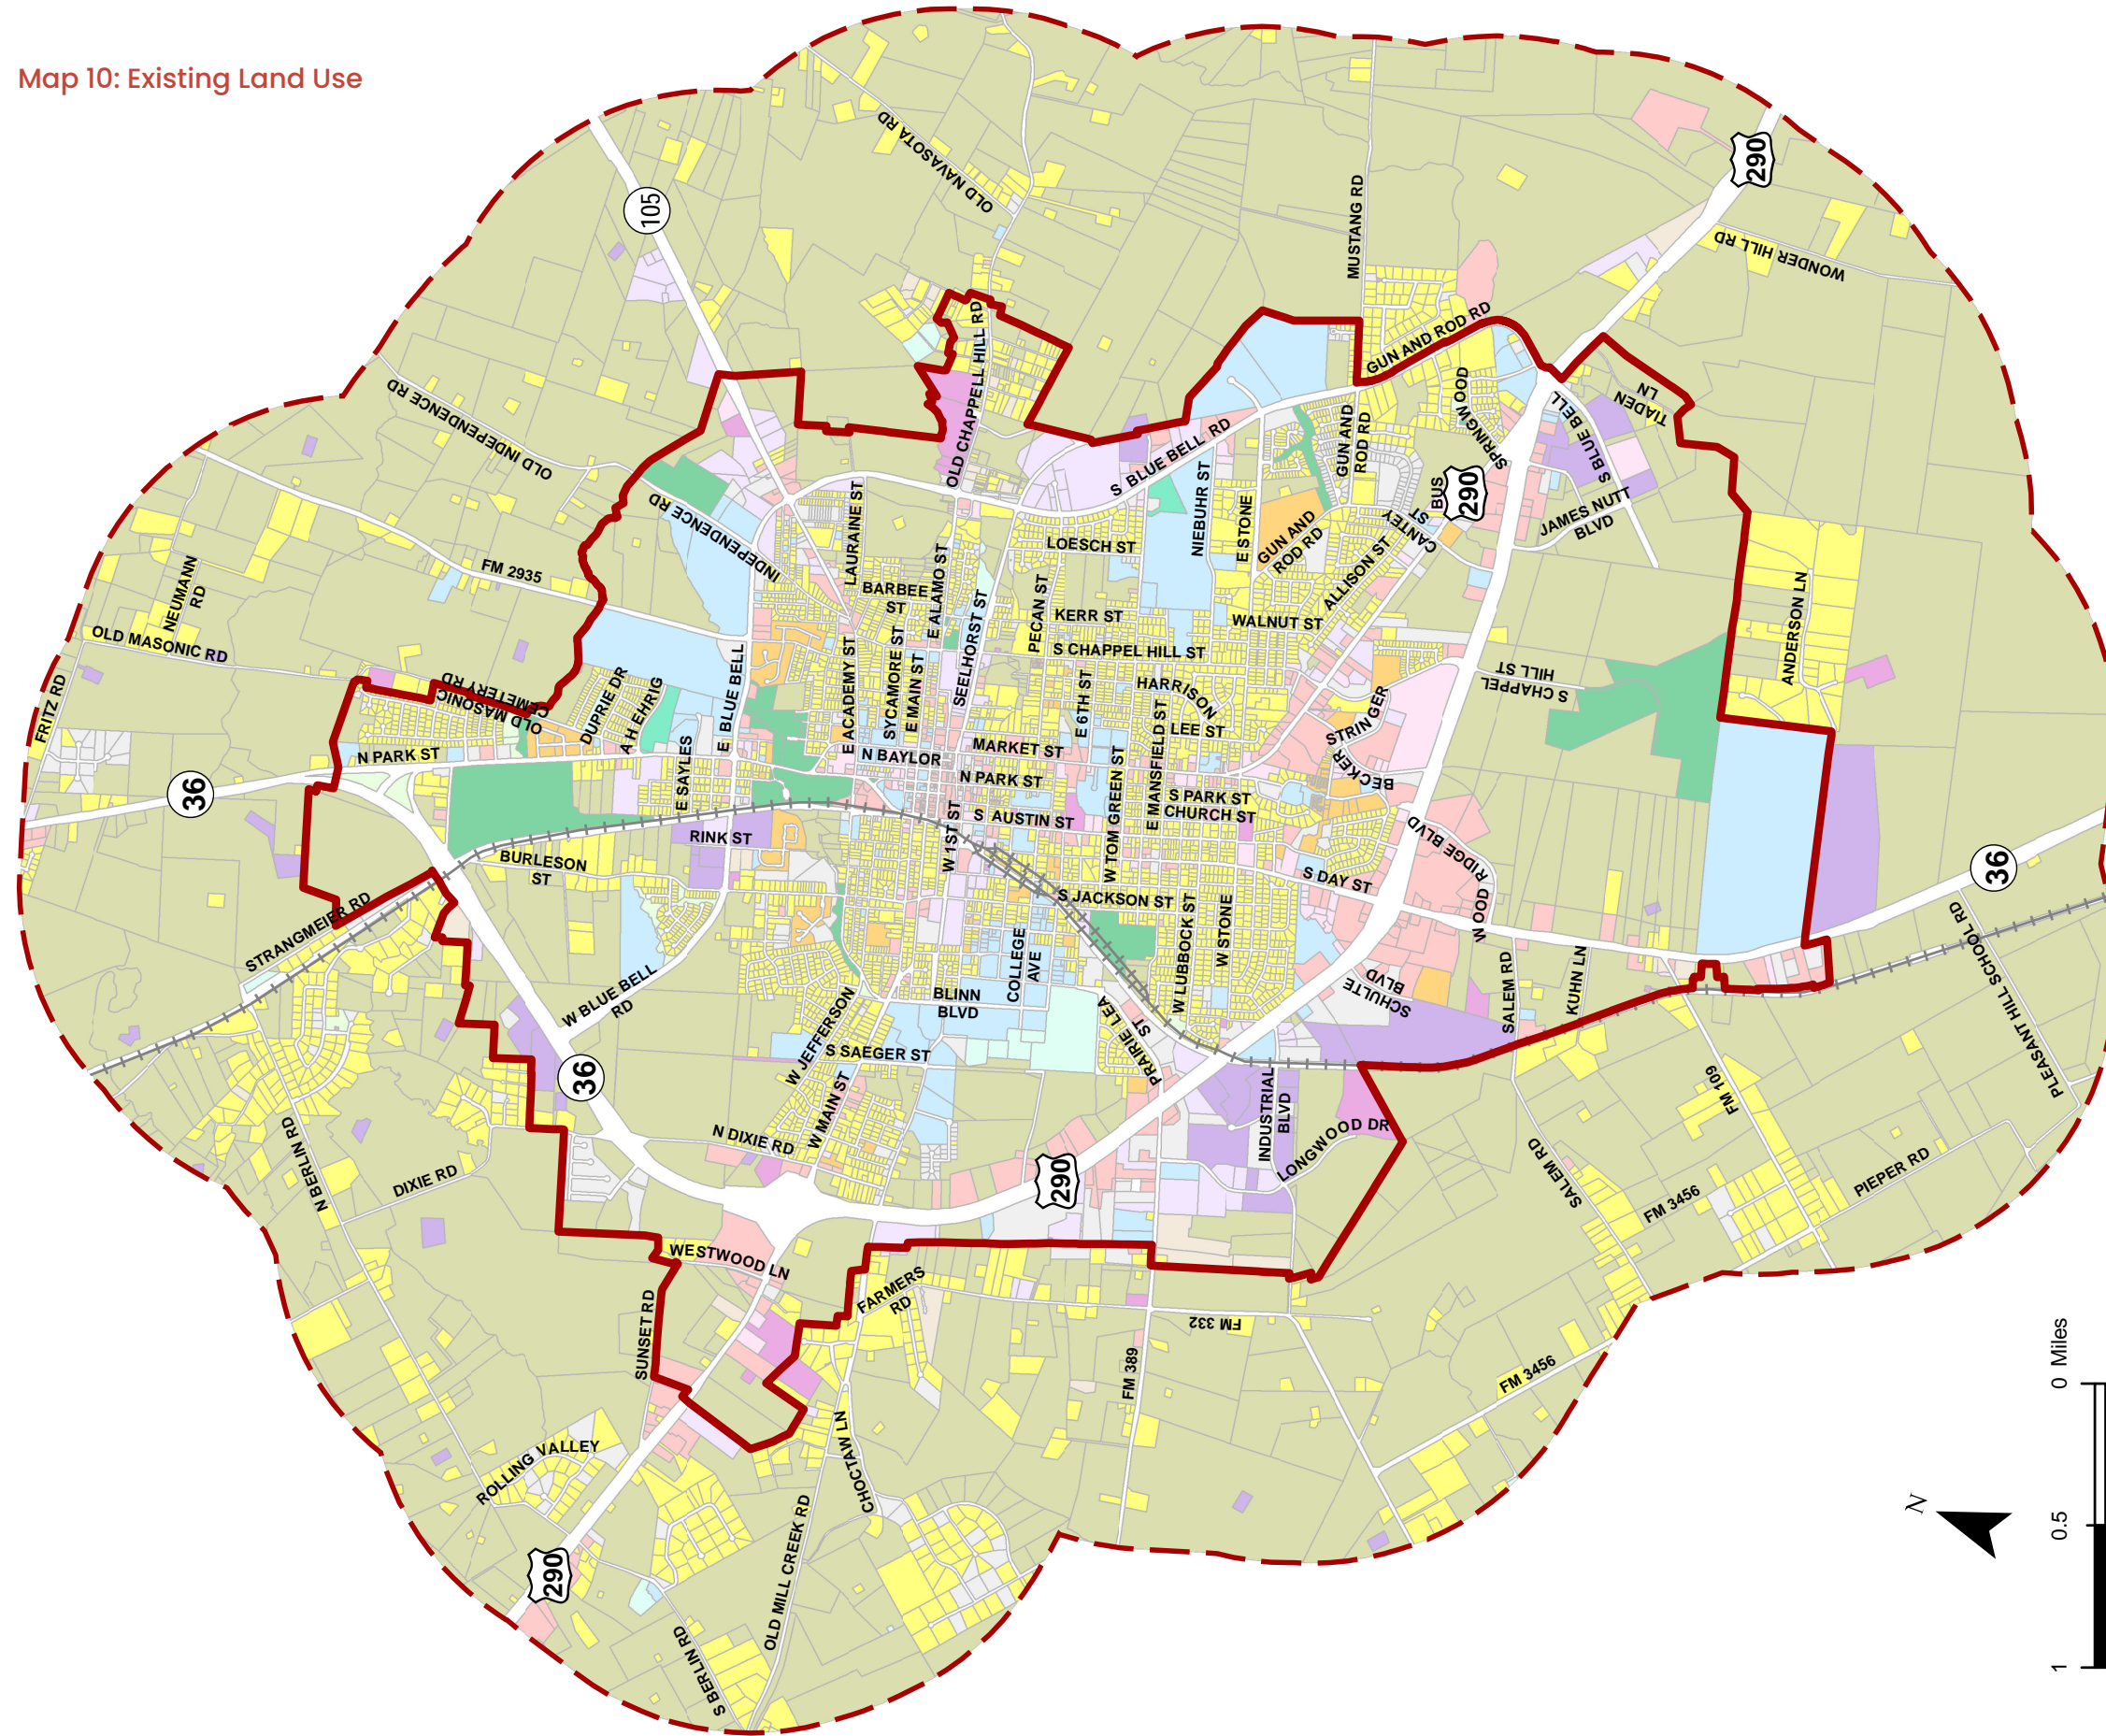 Map 10: Existing Land Use
290
OLD NAVASOTA RD
105
MUSTANG RD
WONDER HILL RD
OLD CHAPPELL HILL RD
GUN AND ROD RD
OLD INDEPENDENCE RD
TIADEN
LN
SPRINGWOOD
S BLUE BELL
S BLUE BELL RD
GUN AND
ROD RD
BUS
290
INDEPENDENCE RD
LAURAINE ST
NIEBUHR ST
E STONE
GUN AND
ROD RD
CANTEY
ST
JAMES NUTT
BLVD
LOESCH ST
ALLISON ST
FM 2935
NEUMANN
RD
BARBEE
ST
E ALAMO ST
SEELHORST ST
PECAN ST
KERR ST
WALNUT ST
ANDERSON LN
OLD MASONIC RD
S CHAPPEL HILL ST
S CHAPPEL
HILL ST
FRITZ RD
OLD MASONIC
CEMETERY RD
DUPRIE DR
A H EHRIG
E BLUE BELL
E ACADEMY ST
SYCAMORE ST
E MAIN ST
E 6TH ST
HARRISON
LEE ST
STRINGER
BECKER
N PARK ST
E SAYLES
N BAYLOR
MARKET ST
N PARK ST
W TOM GREEN ST
E MANSFIELD ST
S PARK ST
CHURCH ST
36
RINK ST
W 1ST ST
S AUSTIN ST
WOOD RIDGE BLVD
BURLESON
ST
S DAY ST
36
S JACKSON ST
STRANGMEIER RD
COLLEGE
AVE
W LUBBOCK ST
W STONE
SCHULTE
BLVD
SALEM RD
KUHN LN
PLEASANT HILL SCHOOL RD
W BLUE BELL
RD
BLINN
BLVD
W JEFFERSON
S SAEGER ST
PRAIRIE LEA
ST
36
W MAIN ST
INDUSTRIAL
BLVD
LONGWOOD DR
FM 109
N BERLIN RD
DIXIE RD
N DIXIE RD
290
SALEM RD
FM 3456
PIEPER RD
WESTWOOD LN
FARMERS
RD
SUNSET RD
FM 332
FM 389
FM 3456
ROLLING VALLEY
CHOCTAW LN
OLD MILL CREEK RD
290
S BERLIN RD
N
0 Miles
0.5
1